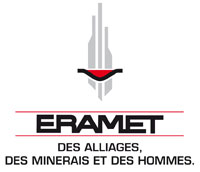 ERAMET
DES ALLIAGES,
DES MINERAIS ET DES HOMMES.